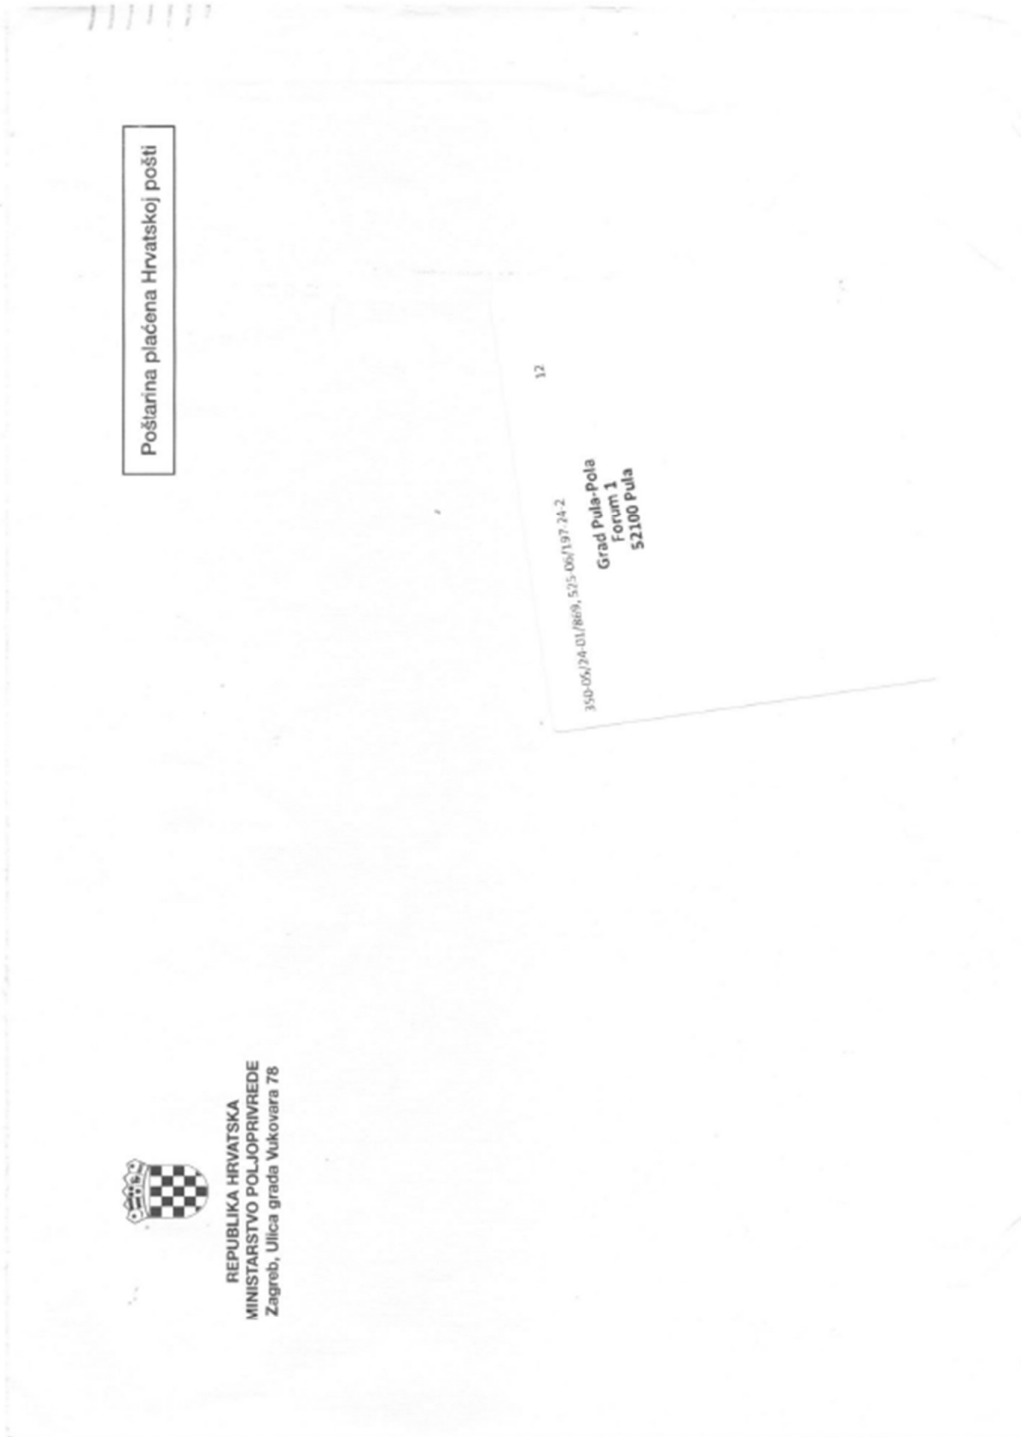 REPUBLIKA HRVATSKA
MINISTARSTVO POLJOPRIVREDE
Zagreb, Ulica grada Vukovara 78
Poštarina plaćena Hrvatskoj pošti
12
350-05/24-01/869, 525-06/197-24-2
Grad Pula-Pola
Forum 1
52100 Pula